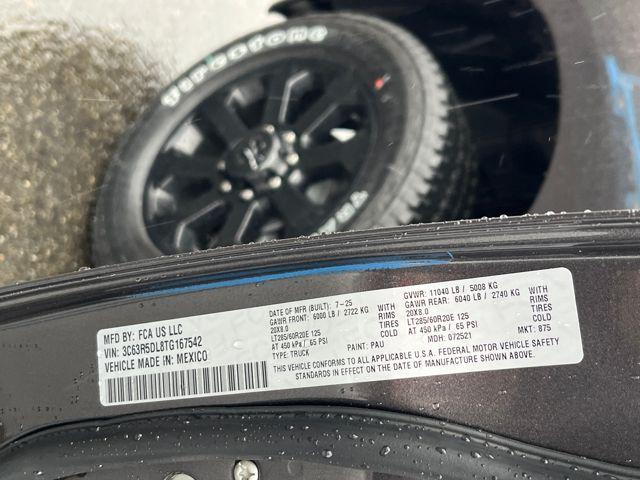 Firestone
TRAN
MFD BY: FCA US LLC
VIN: 3C63R5DL8TG167542
VEHICLE MADE IN: MEXICO
DATE OF MFR (BUILT): 7-25
GAWR FRONT: 6000 LB / 2722 KG WITH
20X8.0 RIMS
LT285/60R20E 125 TIRES
AT 450 kPa / 65 PSI COLD
TYPE: TRUCK PAINT: PAU
GVWR: 11040 LB / 5008 KG
GAWR REAR: 6040 LB / 2740 KG WITH
20X8.0 RIMS
LT285/60R20E 125 TIRES
AT 450 kPa / 65 PSI COLD
MDH: 072521 MKT: 875
THIS VEHICLE CONFORMS TO ALL APPLICABLE U.S.A. FEDERAL MOTOR VEHICLE SAFETY
STANDARDS IN EFFECT ON THE DATE OF MANUFACTURE SHOWN ABOVE